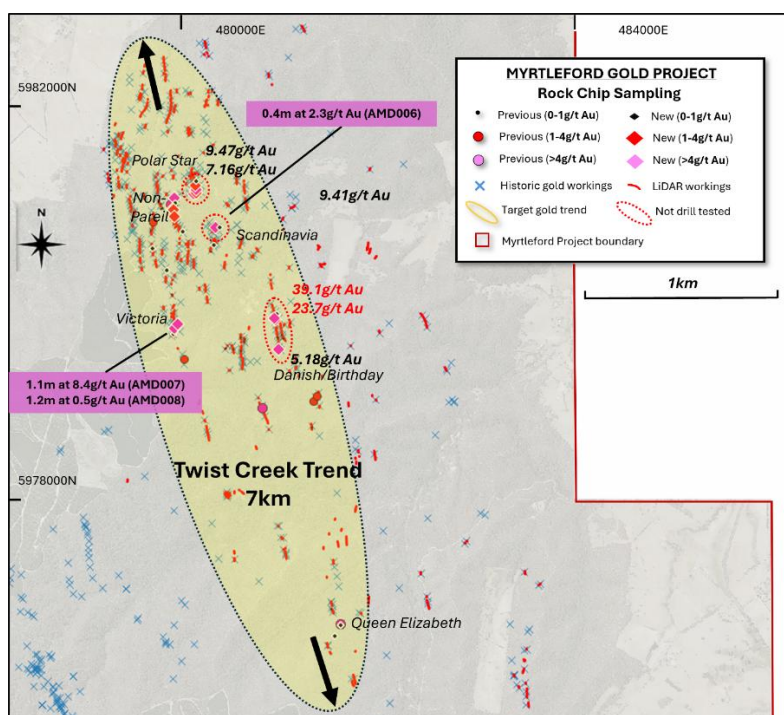 480000E
484000E
5982000N
5978000N
MYRTLEFORD GOLD PROJECT
Rock Chip Sampling
Previous (0-1g/t Au)
New (0-1g/t Au)
Previous (1-4g/t Au)
New (1-4g/t Au)
Previous (>4g/t Au)
New (>4g/t Au)
Historic gold workings
LiDAR workings
Target gold trend
Not drill tested
Myrtleford Project boundary
1km
N
0.4m at 2.3g/t Au (AMD006)
Polar Star
9.47g/t Au
7.16g/t Au
Non-
Pareil
9.41g/t Au
Scandinavia
39.1g/t Au
23.7g/t Au
Victoria
5.18g/t Au
Danish/Birthday
1.1m at 8.4g/t Au (AMD007)
1.2m at 0.5g/t Au (AMD008)
Twist Creek Trend
7km
Queen Elizabeth